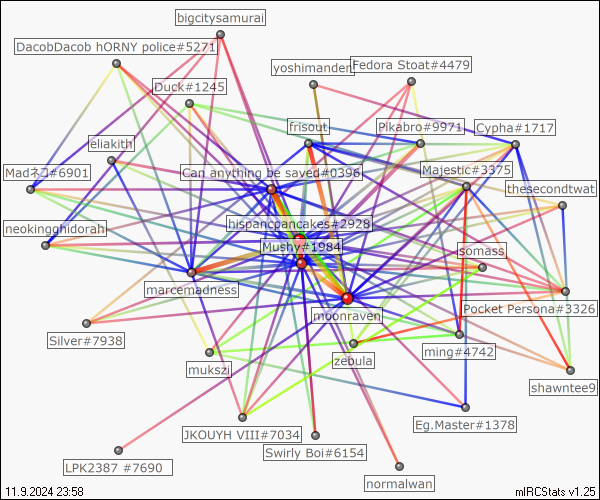 bigcitysamurai
DacobDacob hORNY police#5271
yoshimanden
Fedora Stoat#4479
Duck#1245
frisout
Pikabro#9971
Cypha#1717
eliakith
Madネコ#6901
Can anything be saved#0396
Majestic#3375
thesecondtwat
neokingghidorah
hispancpancakes#2928
Mushy#1984
somass
marcemadness
moonraven
Pocket Persona#3326
Silver#7938
zebula
ming#4742
mukszi
shawntee9
JKOUYH VIII#7034
Eg.Master#1378
Swirly Boi#6154
LPK2387 #7690
normalwan
11.9.2024 23:58
mIRCStats v1.25